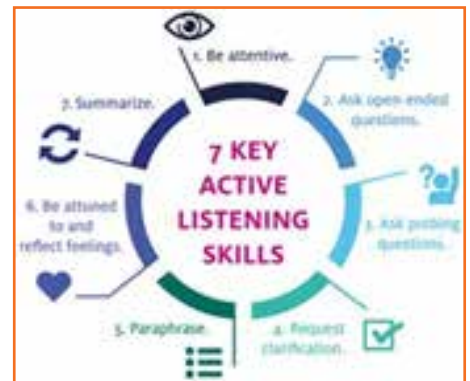 7 KEY
ACTIVE
LISTENING
SKILLS
1. Be attentive.
2. Ask open-ended
questions.
3. Ask probing
questions.
4. Request
clarification.
5. Paraphrase.
6. Be attuned
to and
reflect feelings.
7. Summarize.